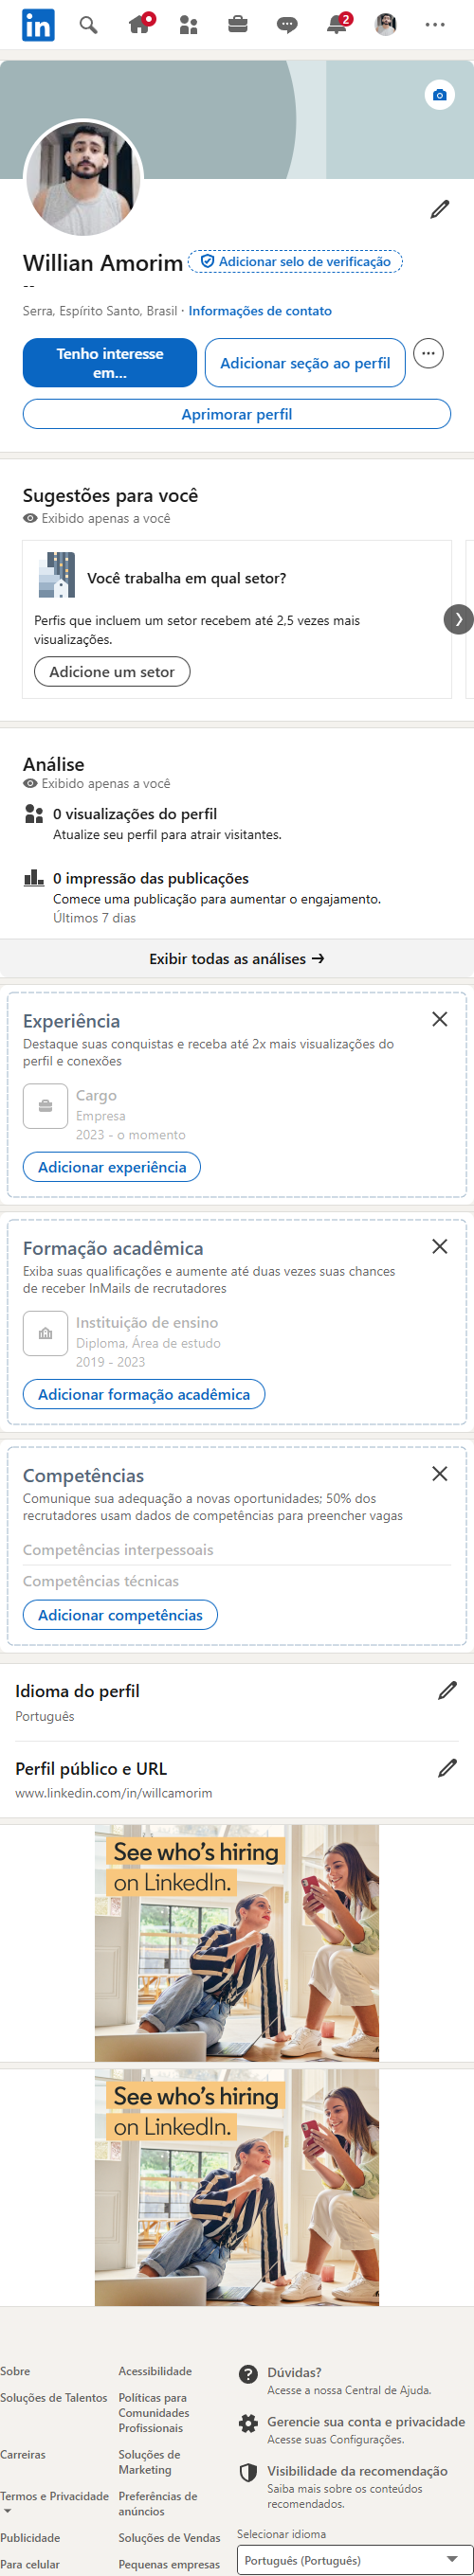 in
2
Willian Amorim Adicionar selo de verificação
--
Serra, Espírito Santo, Brasil · Informações de contato
Tenho interesse
em...
Adicionar seção ao perfil
Aprimorar perfil
Sugestões para você
Exibido apenas a você
Você trabalha em qual setor?
Perfis que incluem um setor recebem até 2,5 vezes mais
visualizações.
Adicione um setor
Análise
Exibido apenas a você
0 visualizações do perfil
Atualize seu perfil para atrair visitantes.
0 impressão das publicações
Comece uma publicação para aumentar o engajamento.
Últimos 7 dias
Exibir todas as análises →
Experiência
Destaque suas conquistas e receba até 2x mais visualizações do
perfil e conexões
Cargo
Empresa
2023 - o momento
Adicionar experiência
Formação acadêmica
Exiba suas qualificações e aumente até duas vezes suas chances
de receber InMails de recrutadores
Instituição de ensino
Diploma, Área de estudo
2019 - 2023
Adicionar formação acadêmica
Competências
Comunique sua adequação a novas oportunidades; 50% dos
recrutadores usam dados de competências para preencher vagas
Competências interpessoais
Competências técnicas
Adicionar competências
Idioma do perfil
Português
Perfil público e URL
www.linkedin.com/in/willcamorim
See who's hiring
on LinkedIn.
See who's hiring
on LinkedIn.
Sobre
Acessibilidade
Soluções de Talentos
Políticas para
Comunidades
Profissionais
Carreiras
Soluções de
Marketing
Termos e Privacidade
Preferências de
anúncios
Publicidade
Soluções de Vendas
Para celular
Pequenas empresas
Dúvidas?
Acesse a nossa Central de Ajuda.
Gerencie sua conta e privacidade
Acesse suas Configurações.
Visibilidade da recomendação
Saiba mais sobre os conteúdos
recomendados.
Selecionar idioma
Português (Português)